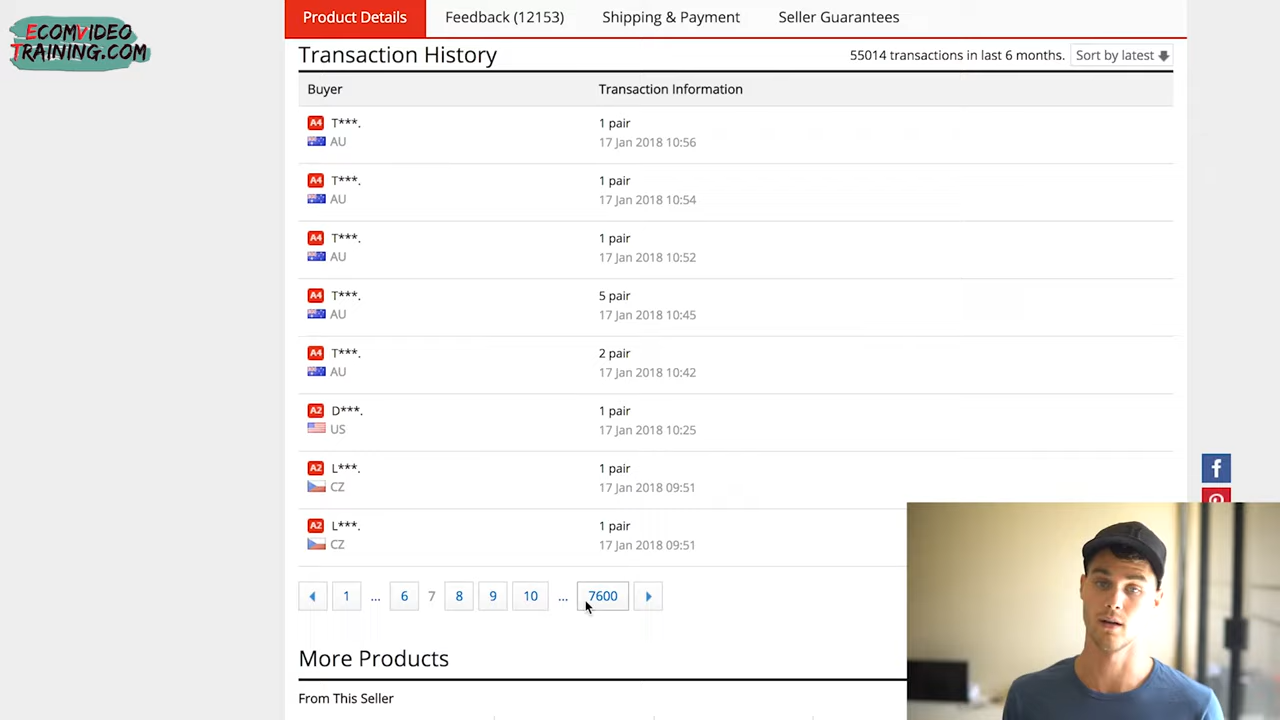 ECOMVIDEO
TRAINING.COM
Product Details
Feedback (12153)
Shipping & Payment
Seller Guarantees
Transaction History
55014 transactions in last 6 months.
Sort by latest
Buyer
Transaction Information
A4 T***.
1 pair
AU
17 Jan 2018 10:56
A4 T***.
1 pair
AU
17 Jan 2018 10:54
A4 T***.
1 pair
AU
17 Jan 2018 10:52
A4 T***.
5 pair
AU
17 Jan 2018 10:45
A4 T***.
2 pair
AU
17 Jan 2018 10:42
A2 D***.
1 pair
US
17 Jan 2018 10:25
A2 L***.
1 pair
CZ
17 Jan 2018 09:51
A2 L***.
1 pair
CZ
17 Jan 2018 09:51
1 ... 6 7 8 9 10 ... 7600
More Products
From This Seller